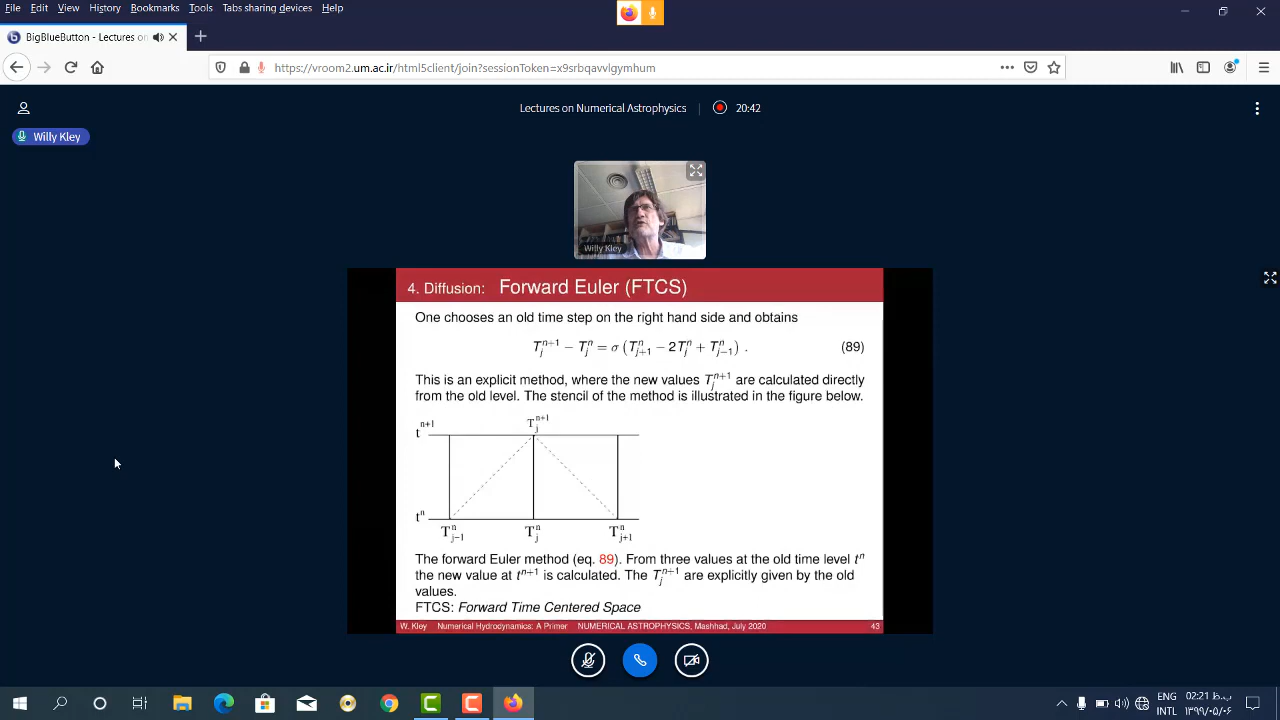 File Edit View History Bookmarks Tools Tabs sharing devices Help
BigBlueButton - Lectures on
https://vroom2.um.ac.ir/html5client/join?sessionToken=x9srbqavvlgymhum
Lectures on Numerical Astrophysics 20:42
Willy Kley
Willy Kley
4. Diffusion: Forward Euler (FTCS)
One chooses an old time step on the right hand side and obtains
T_j^{n+1} − T_j^n = σ (T_{j+1}^n − 2T_j^n + T_{j−1}^n) . (89)
This is an explicit method, where the new values T_j^{n+1} are calculated directly
from the old level. The stencil of the method is illustrated in the figure below.
T_j^{n+1}
t^{n+1}
t^n
T_{j−1}^n T_j^n T_{j+1}^n
The forward Euler method (eq. 89). From three values at the old time level t^n
the new value at t^{n+1} is calculated. The T_j^{n+1} are explicitly given by the old
values.
FTCS: Forward Time Centered Space
W. Kley Numerical Hydrodynamics: A Primer NUMERICAL ASTROPHYSICS, Mashhad, July 2020 43
ENG 02:21 ب.ظ
INTL ۱۳۹۹/۰۵/۰۶